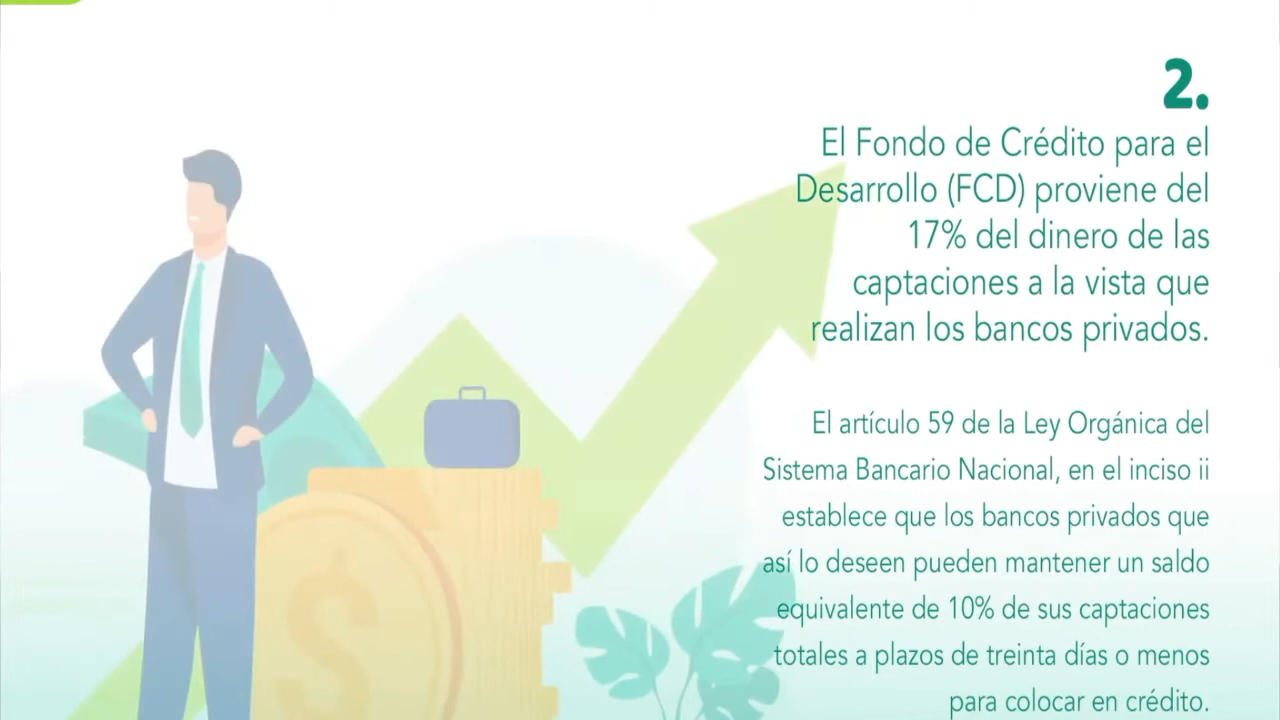 2.
El Fondo de Crédito para el
Desarrollo (FCD) proviene del
17% del dinero de las
captaciones a la vista que
realizan los bancos privados.
El artículo 59 de la Ley Orgánica del
Sistema Bancario Nacional, en el inciso ii
establece que los bancos privados que
así lo deseen pueden mantener un saldo
equivalente de 10% de sus captaciones
totales a plazos de treinta días o menos
para colocar en crédito.
$